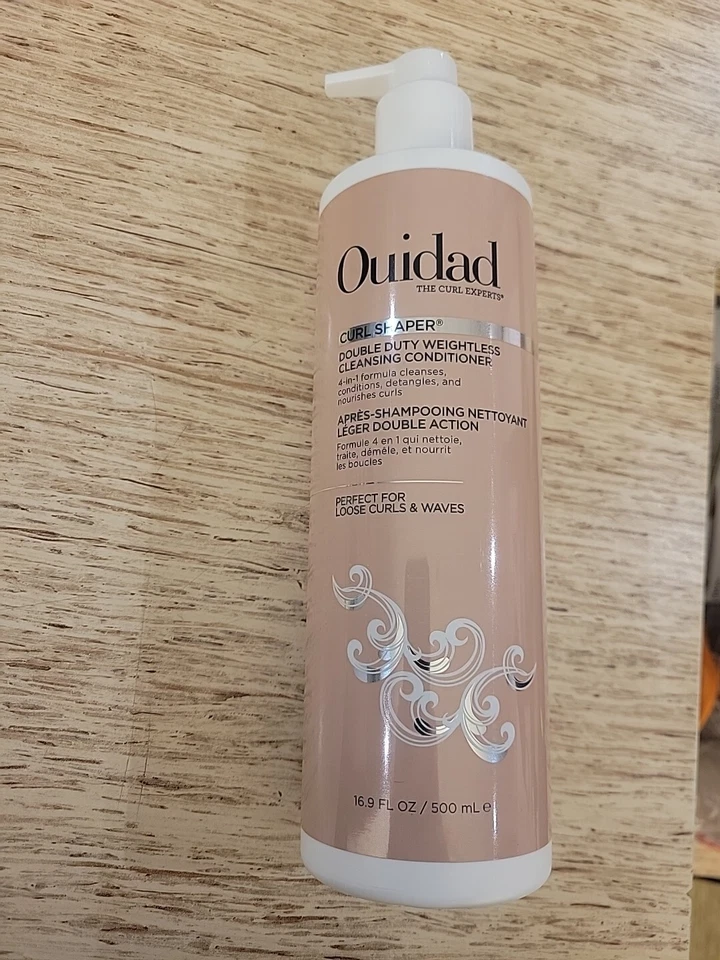 Ouidad
THE CURL EXPERTS®
CURL SHAPER®
DOUBLE DUTY WEIGHTLESS
CLEANSING CONDITIONER
4-in-1 formula cleanses,
conditions, detangles, and
nourishes curls
APRÈS-SHAMPOOING NETTOYANT
LÉGER DOUBLE ACTION
Formule 4 en 1 qui nettoie,
traite, démêle, et nourrit
les boucles
PERFECT FOR
LOOSE CURLS & WAVES
16.9 FL OZ / 500 mL e